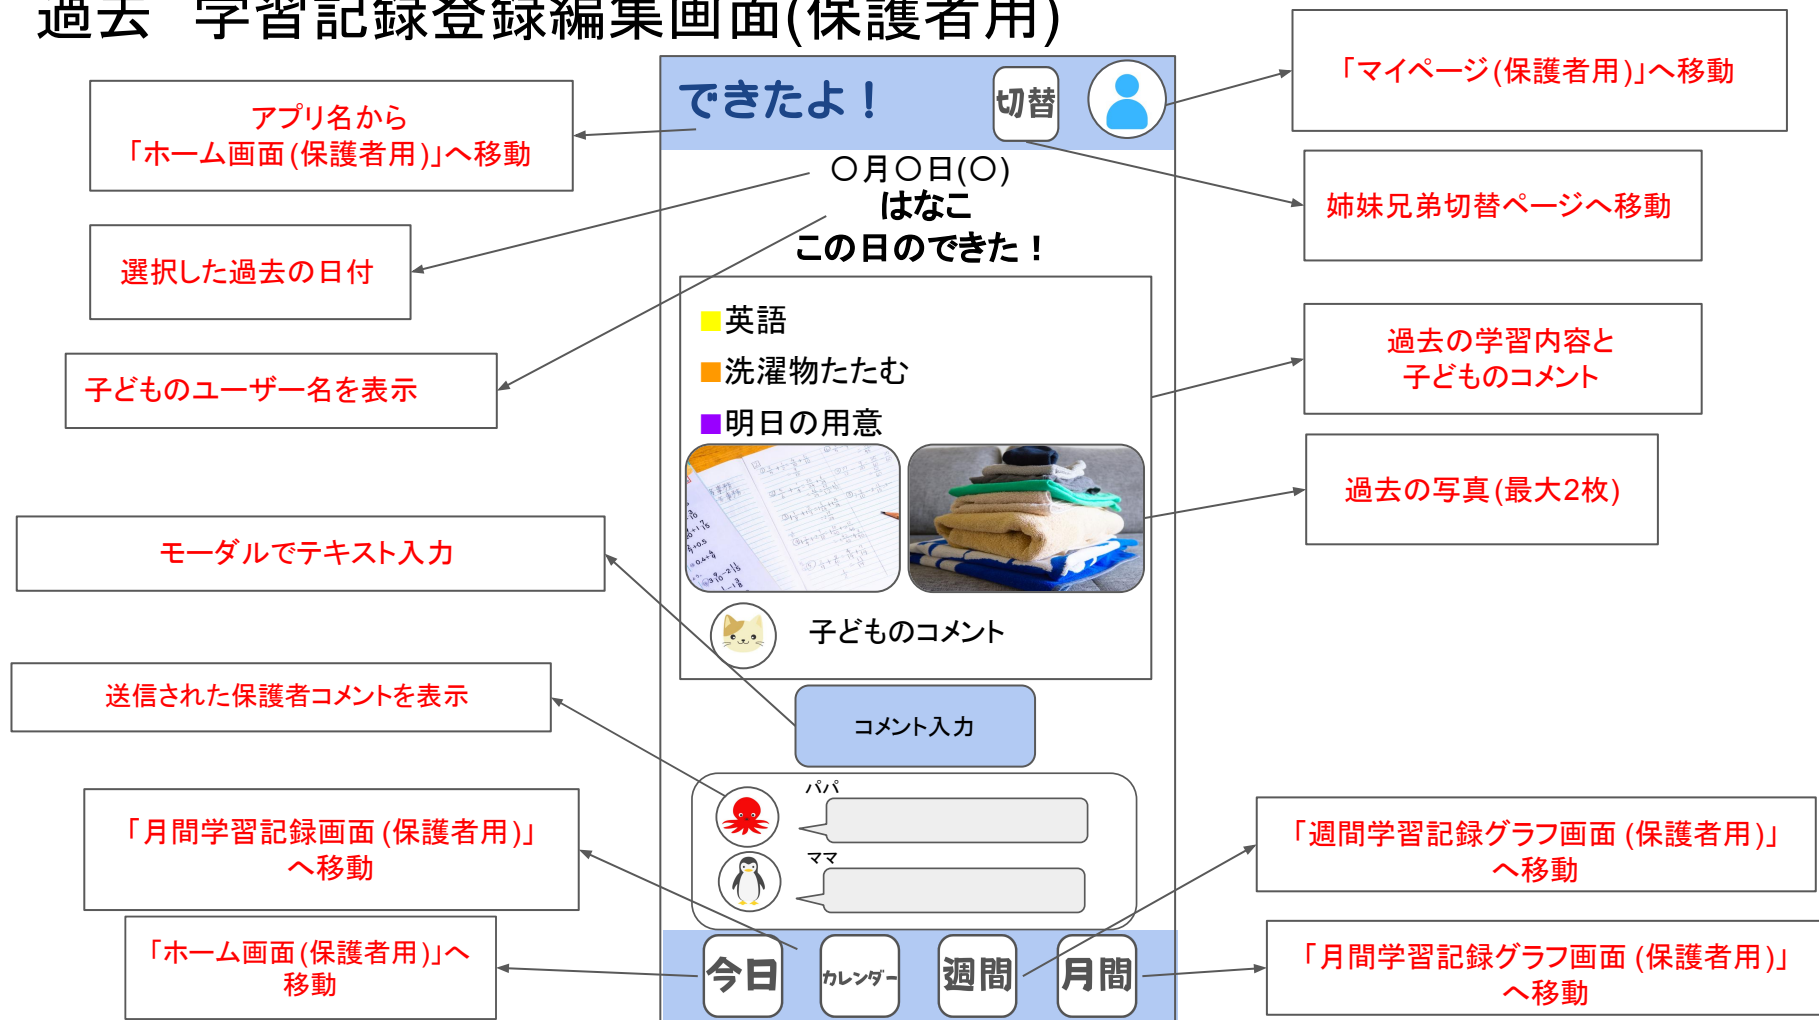 過去 学習記録登録編集画面(保護者用)
アプリ名から
「ホーム画面(保護者用)」へ移動
選択した過去の日付
子どものユーザー名を表示
モーダルでテキスト入力
送信された保護者コメントを表示
「月間学習記録画面(保護者用)」
へ移動
「ホーム画面(保護者用)」へ
移動
できたよ！
切替
〇月〇日(〇)
はなこ
この日のできた！
■英語
■洗濯物たたむ
■明日の用意
子どものコメント
コメント入力
パパ
ママ
今日
カレンダー
週間
月間
「マイページ(保護者用)」へ移動
姉妹兄弟切替ページへ移動
過去の学習内容と
子どものコメント
過去の写真(最大2枚)
「週間学習記録グラフ画面(保護者用)」
へ移動
「月間学習記録グラフ画面(保護者用)」
へ移動